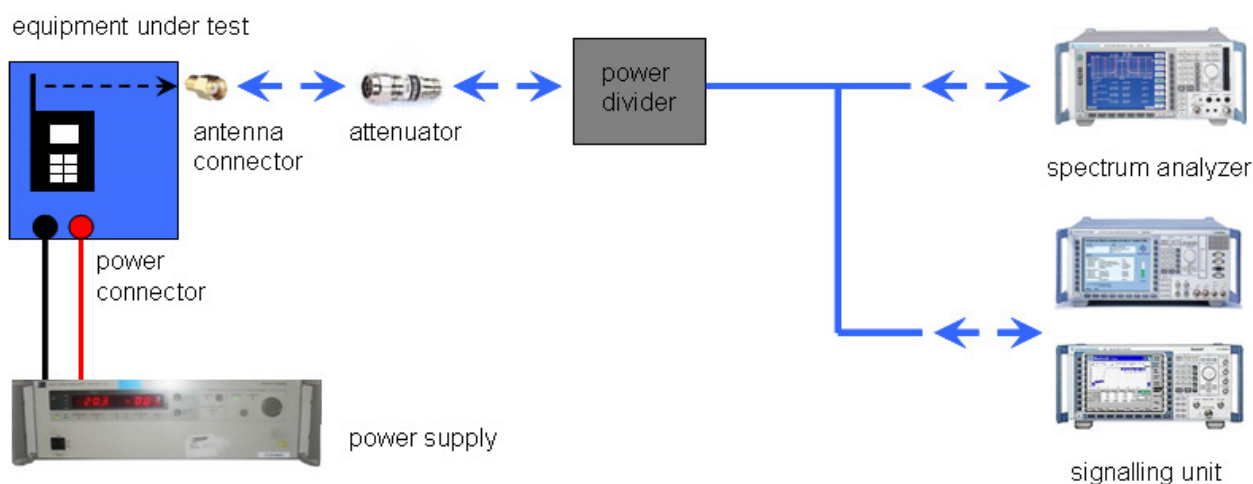 equipment under test
power
divider
antenna
connector
attenuator
spectrum analyzer
power
connector
power supply
signalling unit